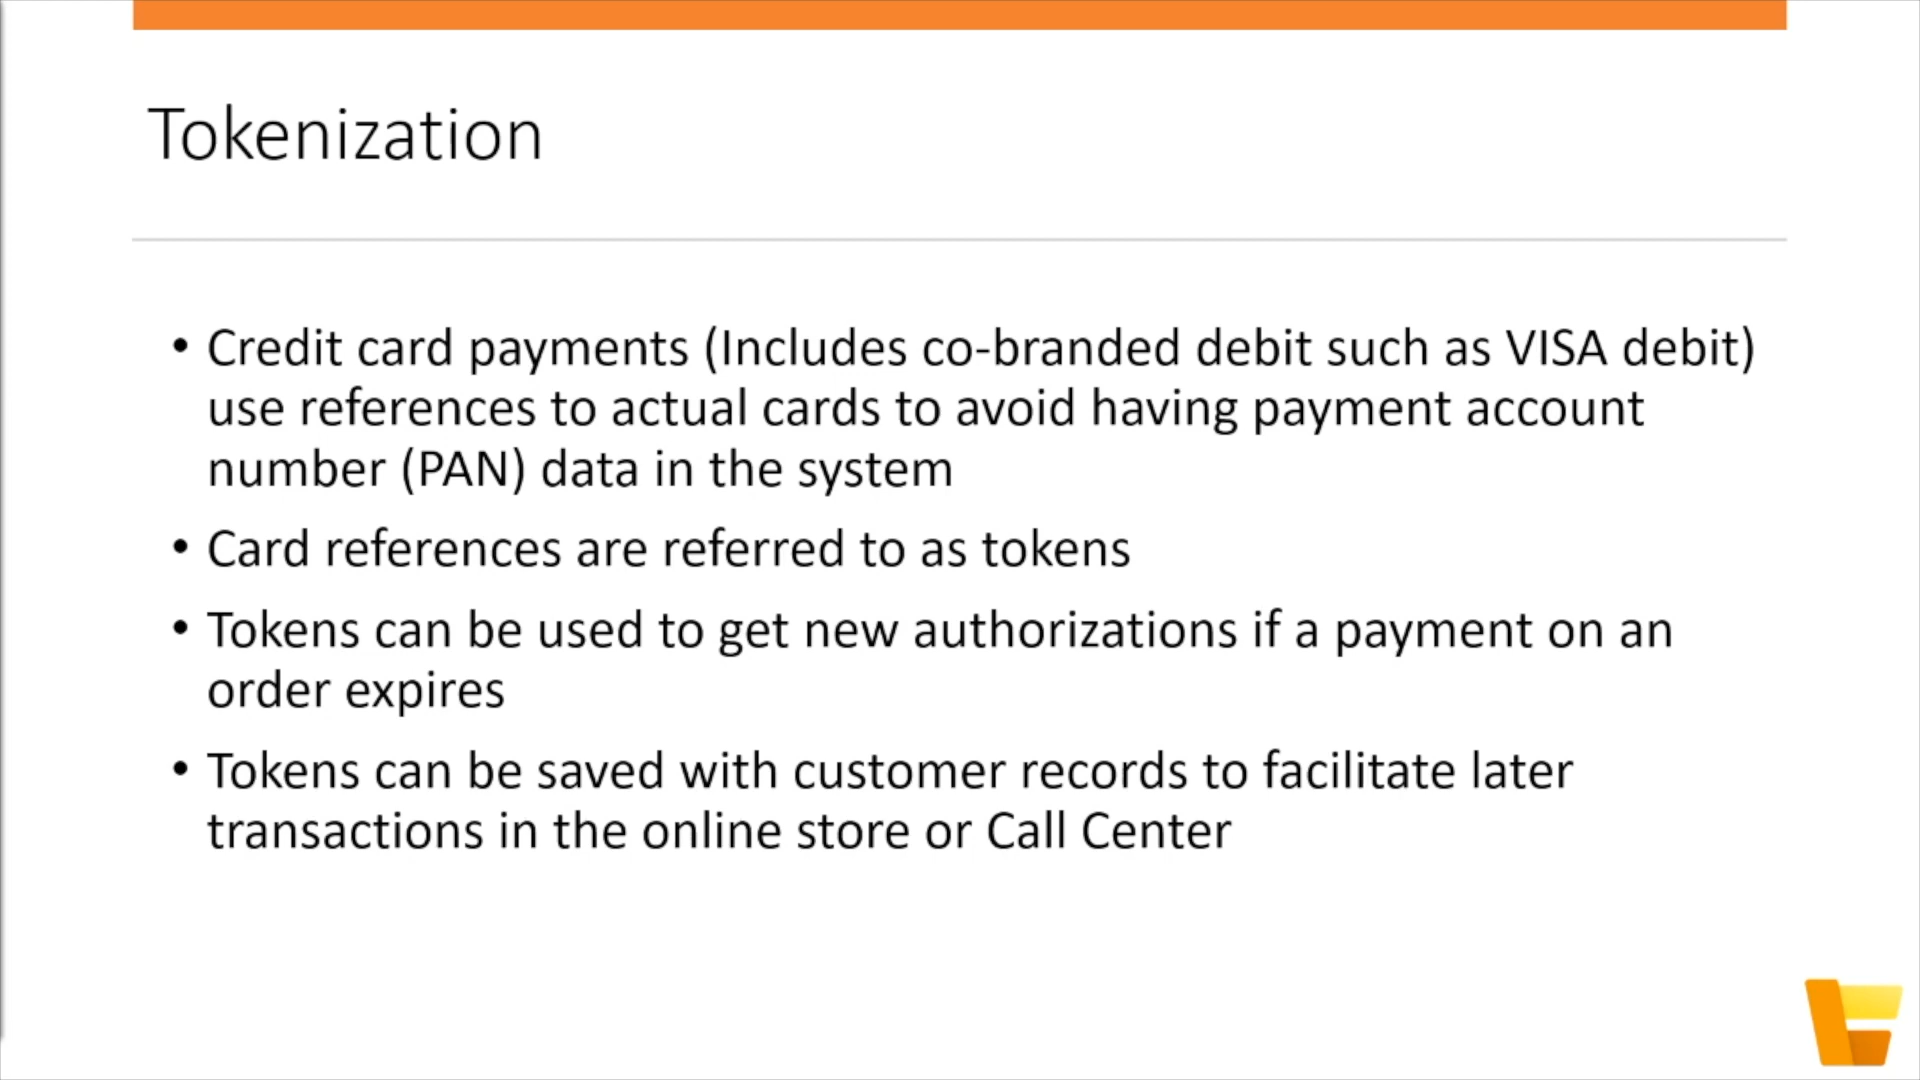 Tokenization
• Credit card payments (Includes co-branded debit such as VISA debit)
use references to actual cards to avoid having payment account
number (PAN) data in the system
• Card references are referred to as tokens
• Tokens can be used to get new authorizations if a payment on an
order expires
• Tokens can be saved with customer records to facilitate later
transactions in the online store or Call Center